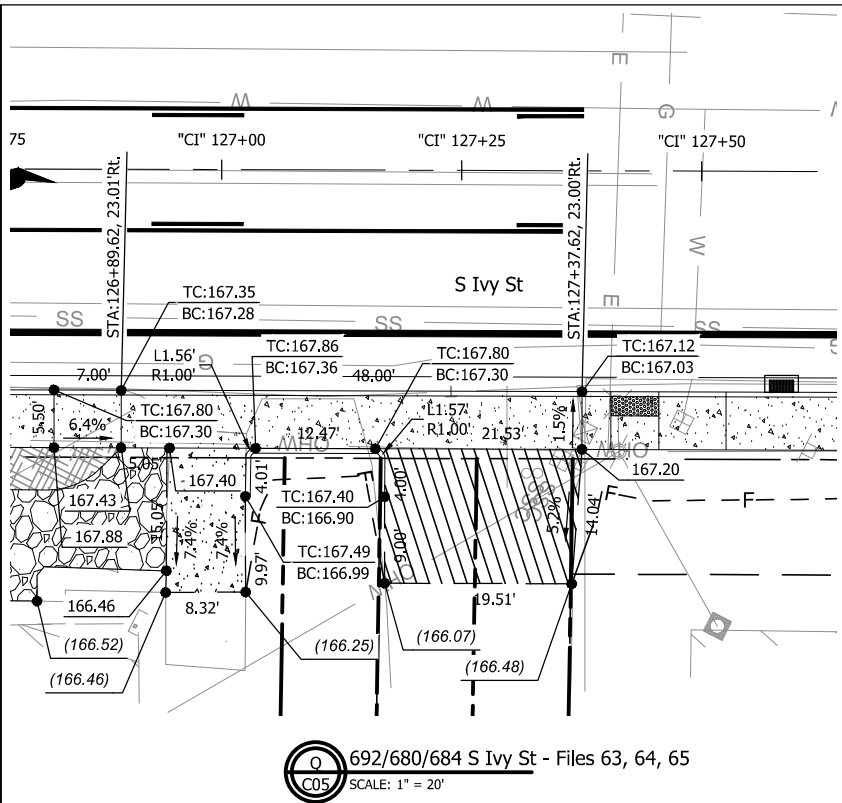 E
G
W
W
W
75
"CI" 127+00
"CI" 127+25
"CI" 127+50
STA:126+89.62, 23.01'Rt.
STA:127+37.62, 23.00'Rt.
W
S Ivy St
E
TC:167.35
BC:167.28
SS
SS
SS
G
TC:167.86
BC:167.36
TC:167.80
BC:167.30
TC:167.12
BC:167.03
L1.56'
R1.00'
7.00'
48.00'
TC:167.80
BC:167.30
L1.57'
R1.00'
5.50'
6.4%
12.47'
21.53'
1.5%
OHW
OHW
5.05'
167.40
167.20
4.01'
4.00'
167.43
TC:167.40
BC:166.90
F
F
F
15.05'
7.4%
7.4%
5.2%
14.04'
167.88
TC:167.49
BC:166.99
9.97'
9.00'
OHW
166.46
8.32'
19.51'
(166.52)
(166.25)
(166.07)
(166.46)
(166.48)
Q
C05
692/680/684 S Ivy St - Files 63, 64, 65
SCALE: 1" = 20'